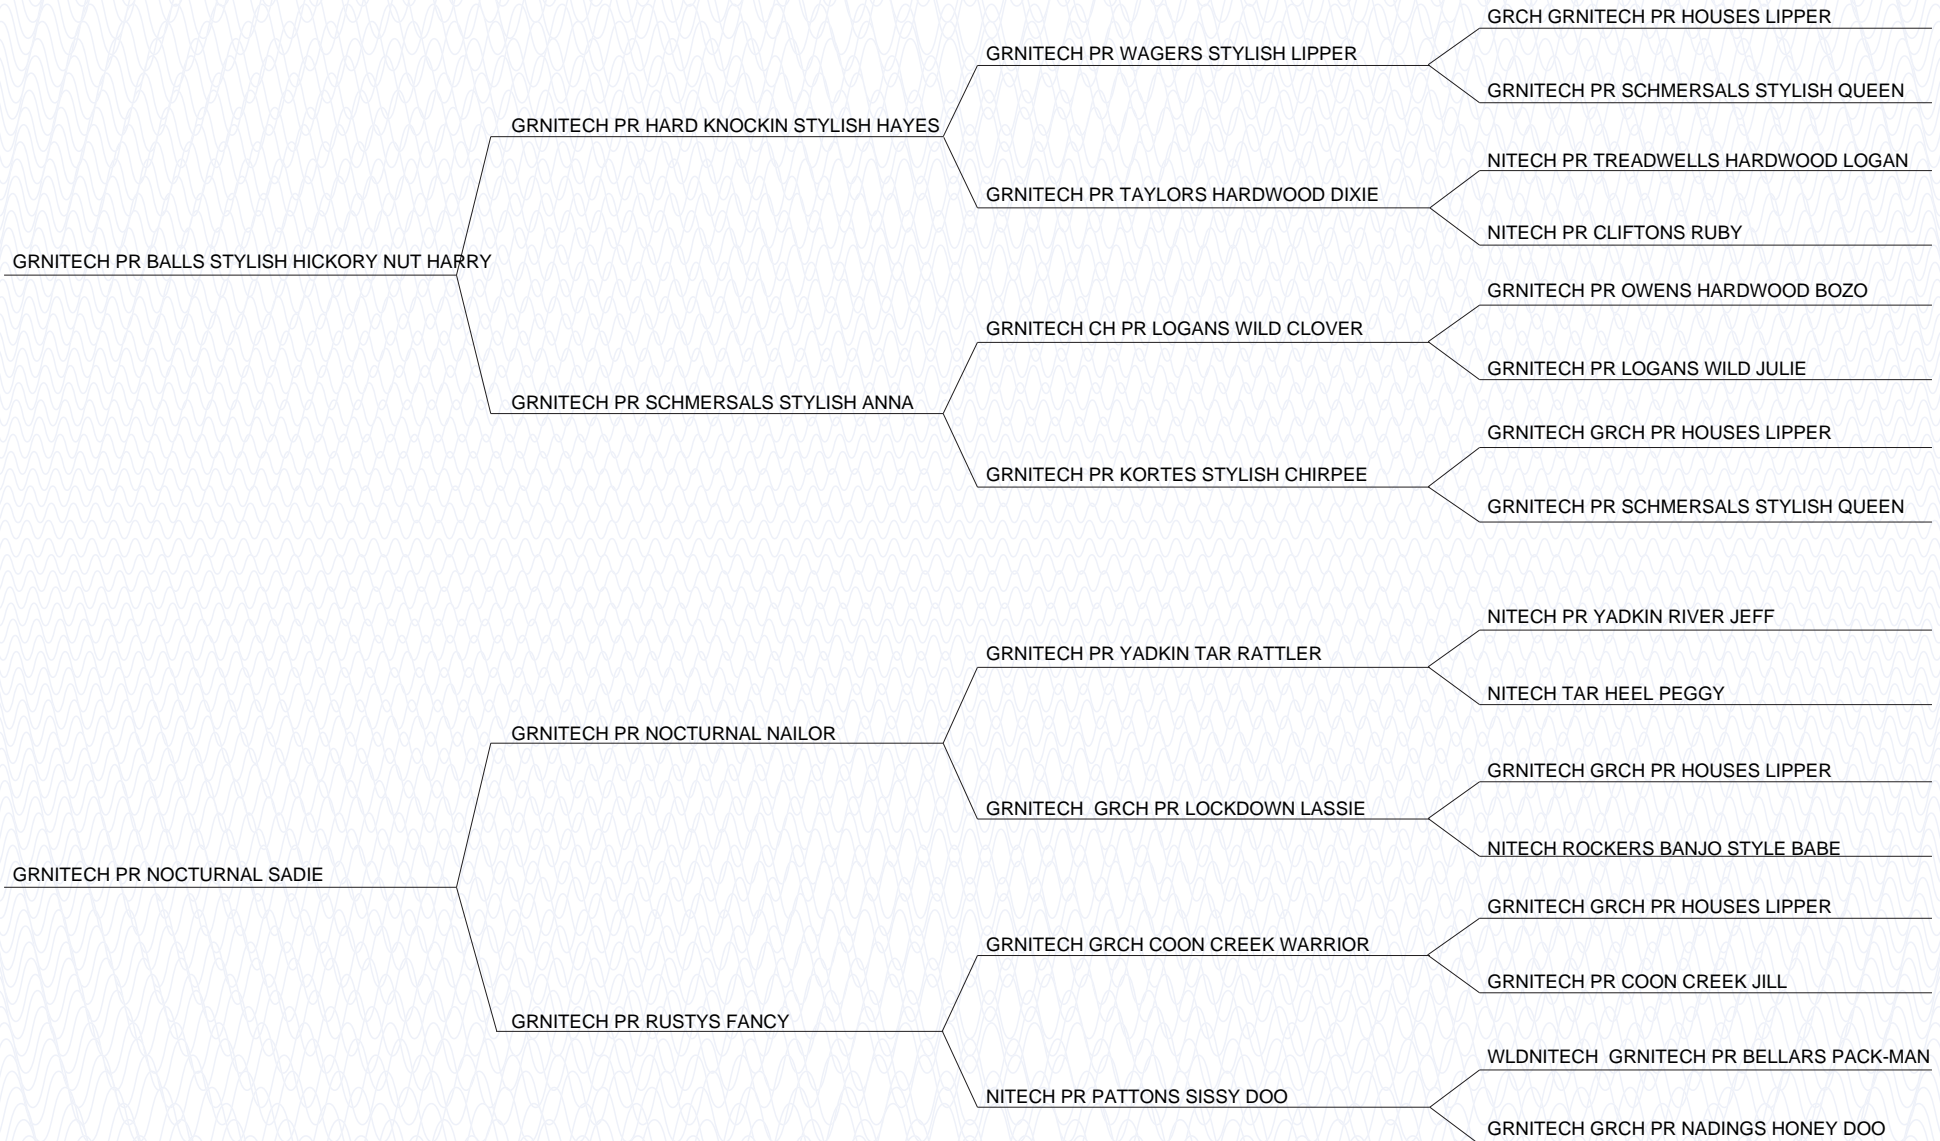 GRCH GRNITECH PR HOUSES LIPPER
GRNITECH PR WAGERS STYLISH LIPPER
GRNITECH PR SCHMERSALS STYLISH QUEEN
GRNITECH PR HARD KNOCKIN STYLISH HAYES
NITECH PR TREADWELLS HARDWOOD LOGAN
GRNITECH PR TAYLORS HARDWOOD DIXIE
NITECH PR CLIFTONS RUBY
GRNITECH PR BALLS STYLISH HICKORY NUT HARRY
GRNITECH PR OWENS HARDWOOD BOZO
GRNITECH CH PR LOGANS WILD CLOVER
GRNITECH PR LOGANS WILD JULIE
GRNITECH PR SCHMERSALS STYLISH ANNA
GRNITECH GRCH PR HOUSES LIPPER
GRNITECH PR KORTES STYLISH CHIRPEE
GRNITECH PR SCHMERSALS STYLISH QUEEN
NITECH PR YADKIN RIVER JEFF
GRNITECH PR YADKIN TAR RATTLER
NITECH TAR HEEL PEGGY
GRNITECH PR NOCTURNAL NAILOR
GRNITECH GRCH PR HOUSES LIPPER
GRNITECH  GRCH PR LOCKDOWN LASSIE
NITECH ROCKERS BANJO STYLE BABE
GRNITECH PR NOCTURNAL SADIE
GRNITECH GRCH PR HOUSES LIPPER
GRNITECH GRCH COON CREEK WARRIOR
GRNITECH PR COON CREEK JILL
GRNITECH PR RUSTYS FANCY
WLDNITECH  GRNITECH PR BELLARS PACK-MAN
NITECH PR PATTONS SISSY DOO
GRNITECH GRCH PR NADINGS HONEY DOO